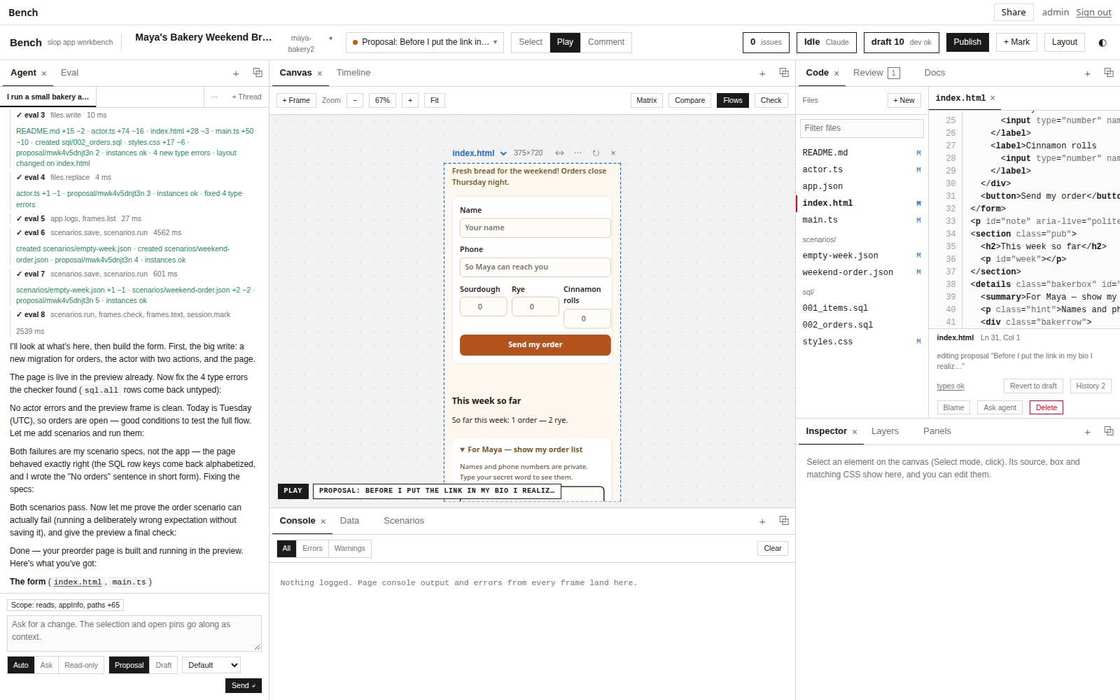 Bench
Share
admin
Sign out
Bench
slop app workbench
Maya's Bakery Weekend Br…
maya-
bakery2
Proposal: Before I put the link in…
Select
Play
Comment
0 issues
Idle Claude
draft 10 dev ok
Publish
+ Mark
Layout
Agent ×
Eval
I run a small bakery a…
+ Thread
✓ eval 3 files.write 10 ms
README.md +15 −2 · actor.ts +74 −16 · index.html +28 −3 · main.ts +50
−10 · created sql/002_orders.sql · styles.css +17 −6 ·
proposal/mwk4v5dnjt3n 2 · instances ok · 4 new type errors · layout
changed on index.html
✓ eval 4 files.replace 4 ms
actor.ts +1 −1 · proposal/mwk4v5dnjt3n 3 · instances ok · fixed 4 type
errors
✓ eval 5 app.logs, frames.list 27 ms
✓ eval 6 scenarios.save, scenarios.run 4562 ms
created scenarios/empty-week.json · created scenarios/weekend-
order.json · proposal/mwk4v5dnjt3n 4 · instances ok
✓ eval 7 scenarios.save, scenarios.run 601 ms
scenarios/empty-week.json +1 −1 · scenarios/weekend-order.json +2 −2 ·
proposal/mwk4v5dnjt3n 5 · instances ok
✓ eval 8 scenarios.run, frames.check, frames.text, session.mark
2539 ms
I'll look at what's here, then build the form. First, the big write: a
new migration for orders, the actor with two actions, and the page.
The page is live in the preview already. Now fix the 4 type errors
the checker found ( sql.all rows come back untyped):
No actor errors and the preview frame is clean. Today is Tuesday
(UTC), so orders are open — good conditions to test the full flow.
Let me add scenarios and run them:
Both failures are my scenario specs, not the app — the page
behaved exactly right (the SQL row keys come back alphabetized,
and I wrote the "No orders" sentence in short form). Fixing the
specs:
Both scenarios pass. Now let me prove the order scenario can
actually fail (running a deliberately wrong expectation without
saving it), and give the preview a final check:
Done — your preorder page is built and running in the preview.
Here's what you've got:
The form ( index.html , main.ts )
Scope: reads, appInfo, paths +65
Ask for a change. The selection and open pins go along as
context.
Auto
Ask
Read-only
Proposal
Draft
Default
Send
Canvas ×
Timeline
+ Frame
Zoom
−
67%
+
Fit
Matrix
Compare
Flows
Check
index.html
375×720
Fresh bread for the weekend! Orders close
Thursday night.
Name
Your name
Phone
So Maya can reach you
Sourdough
Rye
Cinnamon
rolls
0
0
0
Send my order
This week so far
So far this week: 1 order — 2 rye.
▾ For Maya — show my order list
Names and phone numbers are private.
Type your secret word to see them.
PLAY
PROPOSAL: BEFORE I PUT THE LINK IN MY BIO I REALIZ…
Console ×
Data
Scenarios
All
Errors
Warnings
Clear
Nothing logged. Page console output and errors from every frame land here.
Code ×
Review 1
Docs
Files
+ New
Filter files
README.md M
actor.ts M
app.json
index.html M
main.ts M
scenarios/
empty-week.json M
weekend-order.json M
sql/
001_items.sql
002_orders.sql
styles.css M
index.html ×
25 <input type="number" nam
26 </label>
27 <label>Cinnamon rolls
28 <input type="number" nam
29 </label>
30 </div>
31 <button>Send my order</butto
32 </form>
33 <p id="note" aria-live="polite
34 <section class="pub">
35 <h2>This week so far</h2>
36 <p id="week"></p>
37 </section>
38 <details class="bakerbox" id="
39 <summary>For Maya — show my
40 <p class="hint">Names and ph
41 <div class="bakerrow">
index.html Ln 31, Col 1
editing proposal "Before I put the link in my bio I
realiz…"
types ok
Revert to draft
History 2
Blame
Ask agent
Delete
Inspector ×
Layers
Panels
Select an element on the canvas (Select mode, click). Its source, box and
matching CSS show here, and you can edit them.